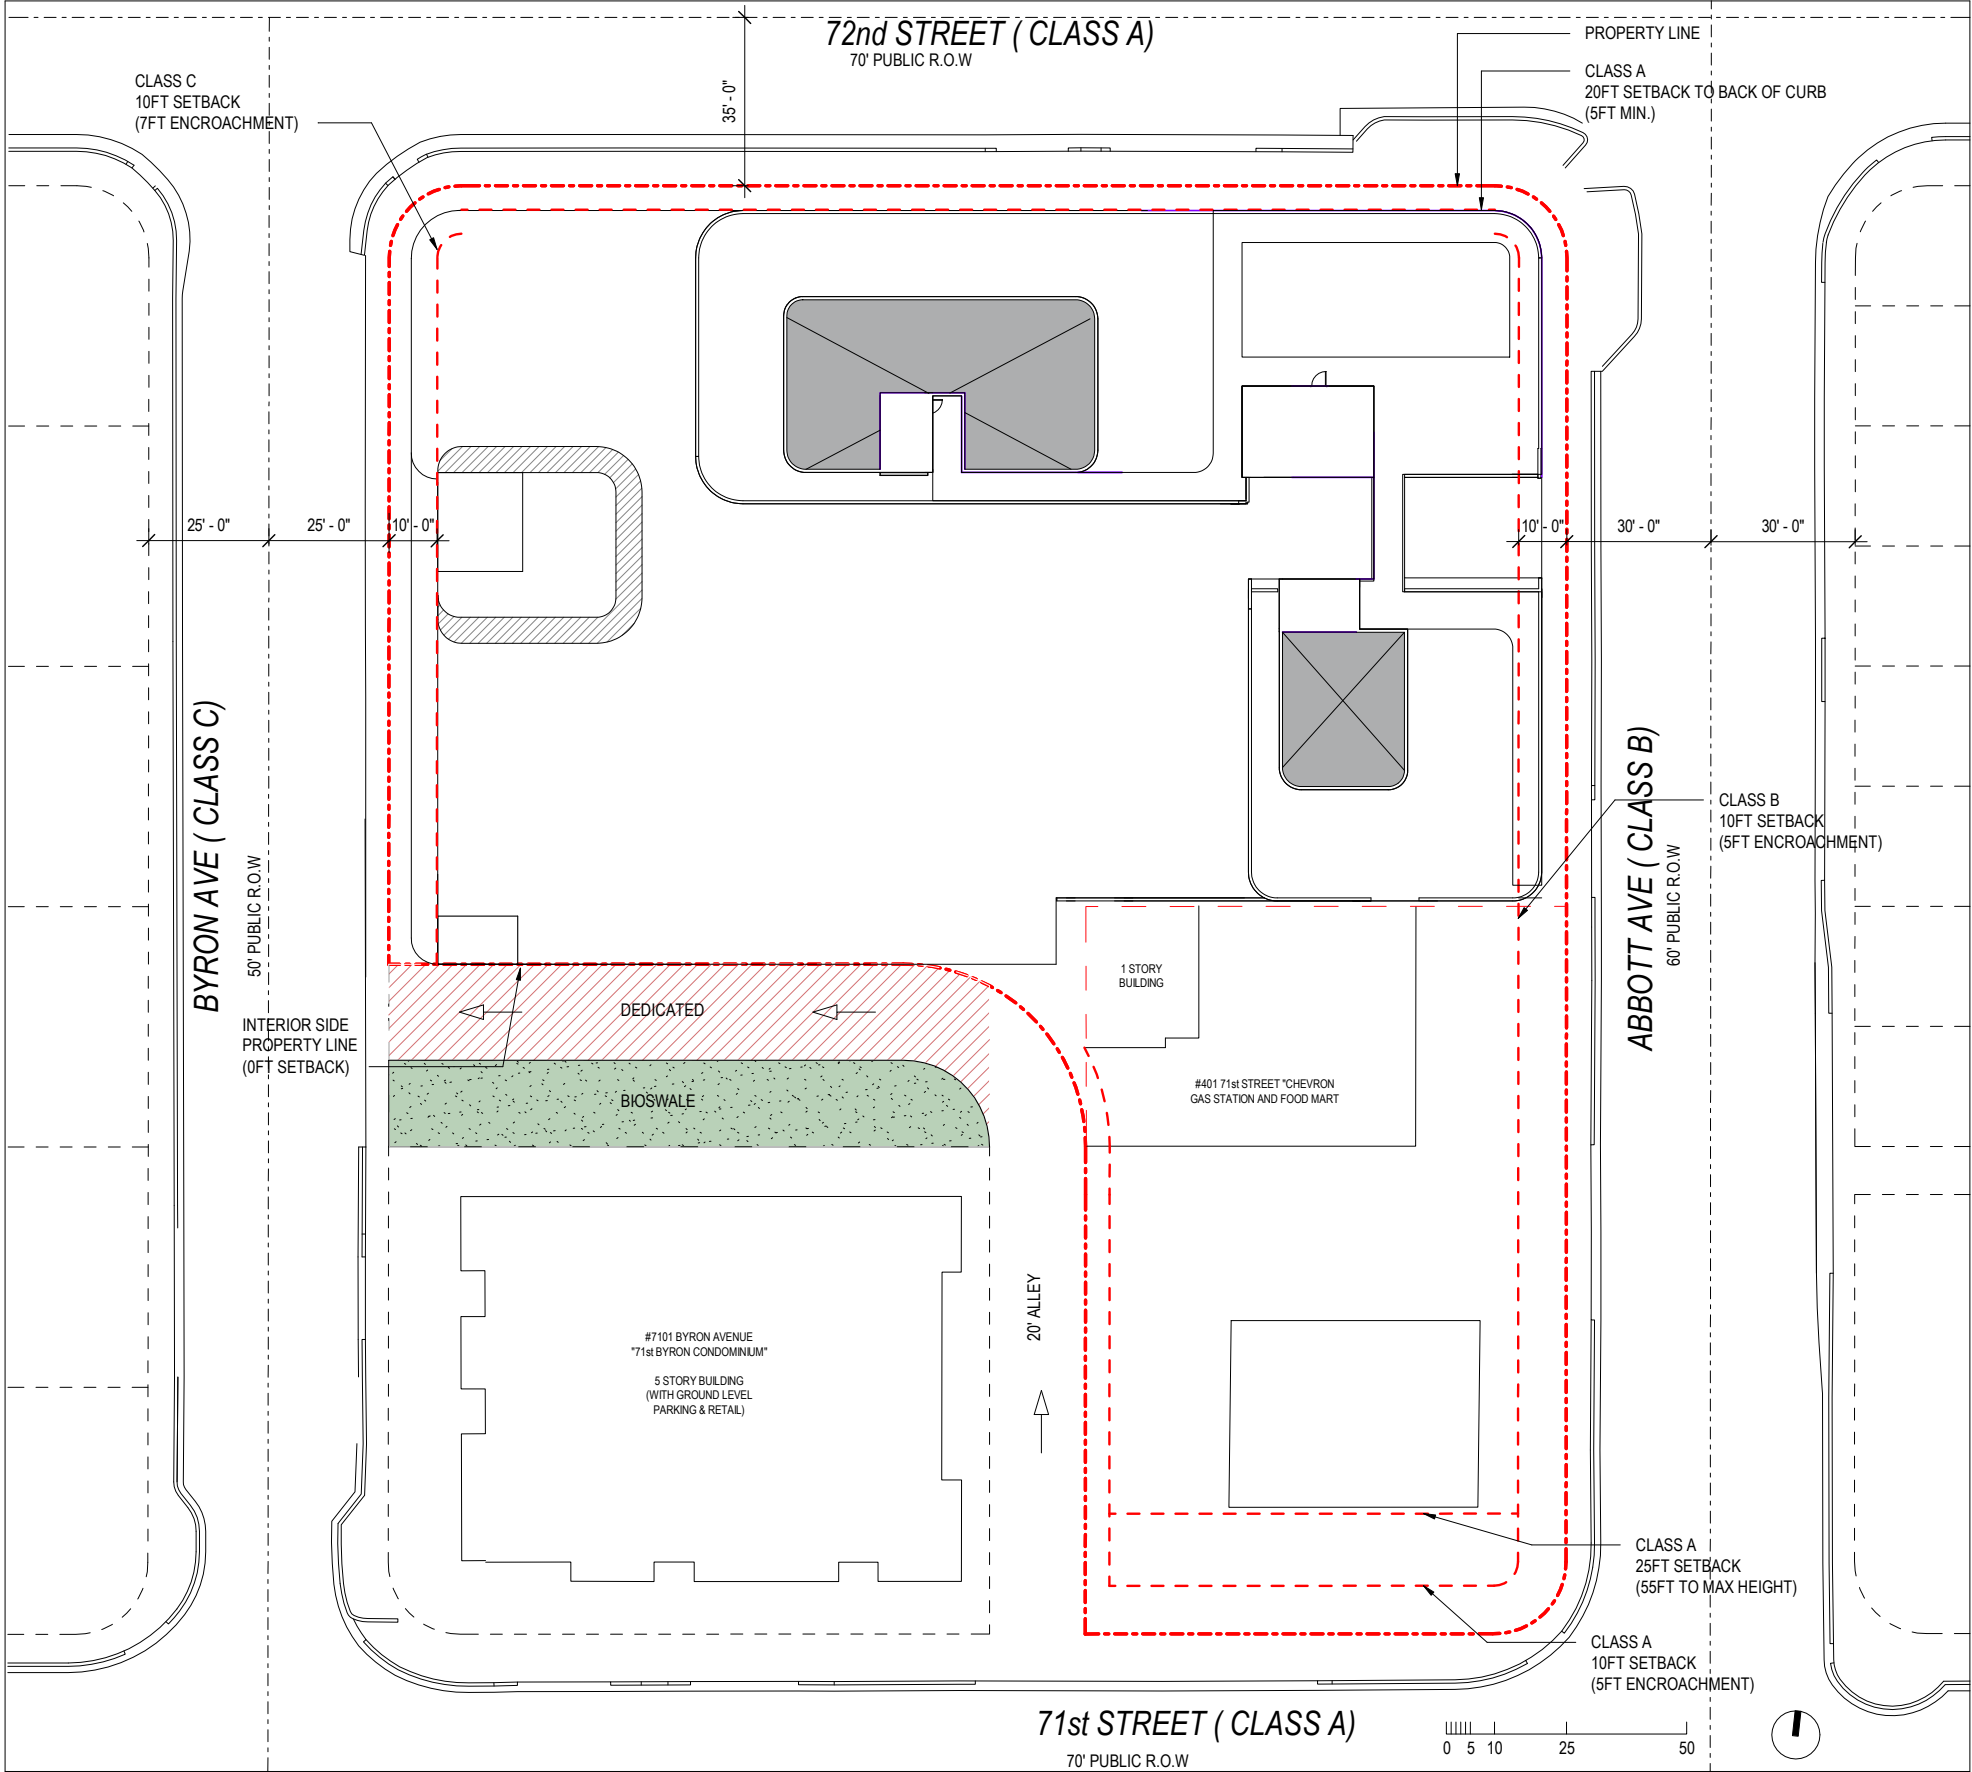 72nd STREET ( CLASS A)
70' PUBLIC R.O.W
PROPERTY LINE
CLASS A
20FT SETBACK TO BACK OF CURB
(5FT MIN.)
CLASS C
10FT SETBACK
(7FT ENCROACHMENT)
35' - 0"
25' - 0"
25' - 0"
10' - 0"
10' - 0"
30' - 0"
30' - 0"
BYRON AVE ( CLASS C)
50' PUBLIC R.O.W
ABBOTT AVE ( CLASS B)
60' PUBLIC R.O.W
CLASS B
10FT SETBACK
(5FT ENCROACHMENT)
1 STORY
BUILDING
DEDICATED
INTERIOR SIDE
PROPERTY LINE
(0FT SETBACK)
BIOSWALE
#401 71st STREET "CHEVRON
GAS STATION AND FOOD MART
20' ALLEY
#7101 BYRON AVENUE
"71st BYRON CONDOMINIUM"
5 STORY BUILDING
(WITH GROUND LEVEL
PARKING & RETAIL)
CLASS A
25FT SETBACK
(55FT TO MAX HEIGHT)
CLASS A
10FT SETBACK
(5FT ENCROACHMENT)
71st STREET ( CLASS A)
70' PUBLIC R.O.W
0 5 10 25 50